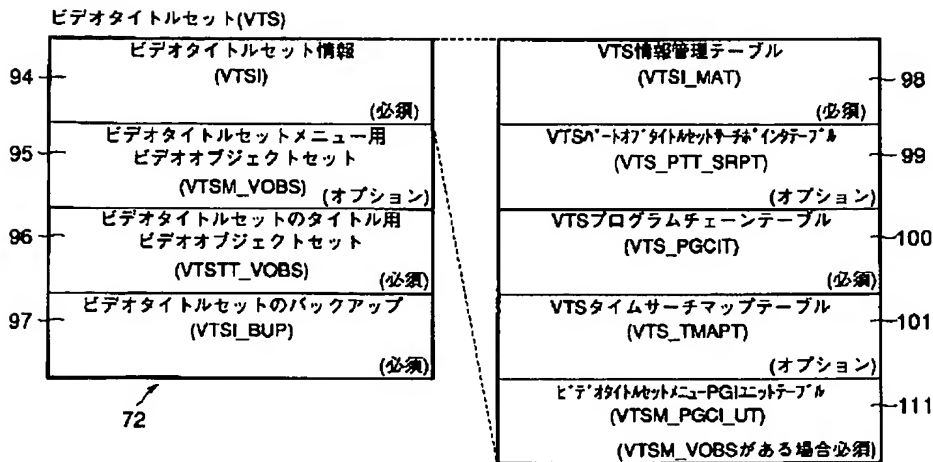 ビデオタイトルセット(VTS)
ビデオタイトルセット情報
(VTSI)
(必須)
94
ビデオタイトルセットメニュー用
ビデオオブジェクトセット
(VTSM_VOBS)
(オプション)
95
ビデオタイトルセットのタイトル用
ビデオオブジェクトセット
(VTSTT_VOBS)
(必須)
96
ビデオタイトルセットのバックアップ
(VTSI_BUP)
(必須)
97
72
VTS情報管理テーブル
(VTSI_MAT)
(必須)
98
VTSパートオブタイトルセットサーチポインタテーブル
(VTS_PTT_SRPT)
(オプション)
99
VTSプログラムチェーンテーブル
(VTS_PGCIT)
(必須)
100
VTSタイムサーチマップテーブル
(VTS_TMAPT)
(オプション)
101
ビデオタイトルセットメニューPGIユニットテーブル
(VTSM_PGCI_UT)
(VTSM_VOBSがある場合必須)
111